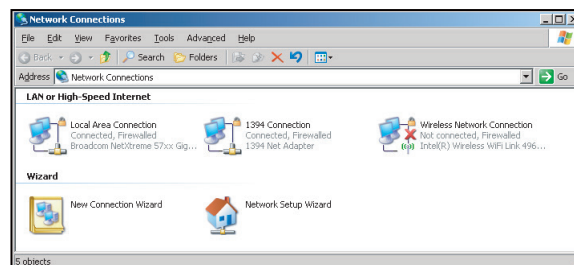 Network Connections
File Edit View Favorites Tools Advanced Help
Back Search Folders
Address Network Connections Go
LAN or High-Speed Internet
Local Area Connection
Connected, Firewalled
Broadcom NetXtreme 57xx Gig...
1394 Connection
Connected, Firewalled
1394 Net Adapter
Wireless Network Connection
Not connected, Firewalled
Intel(R) Wireless WiFi Link 496...
Wizard
New Connection Wizard
Network Setup Wizard
5 objects